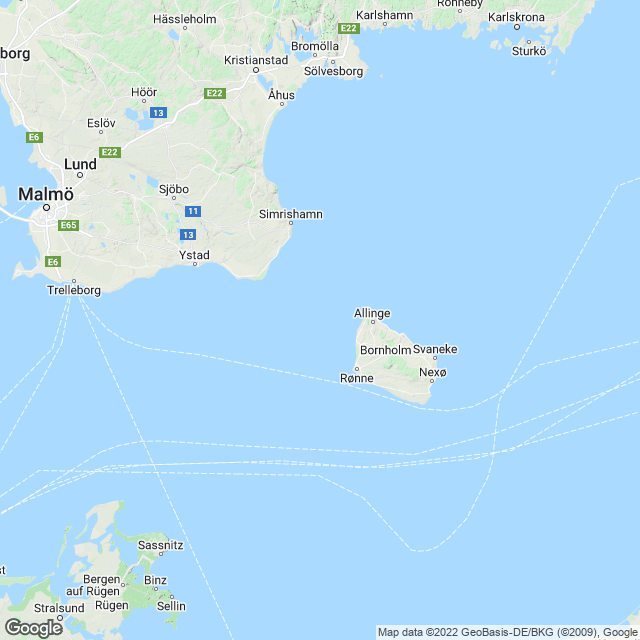 Ronneby
Karlshamn
Hässleholm
Karlskrona
E22
Bromölla
Sturkö
borg
Kristianstad
Sölvesborg
Höör
E22
Åhus
13
Eslöv
E6
E22
Lund
Malmö
Sjöbo
11
Simrishamn
E65
13
Ystad
E6
Trelleborg
Allinge
Bornholm
Svaneke
Rønne
Nexø
Sassnitz
st
Bergen
auf Rügen
Binz
Rügen
Stralsund
Sellin
Google
Map data ©2022 GeoBasis-DE/BKG (©2009), Google